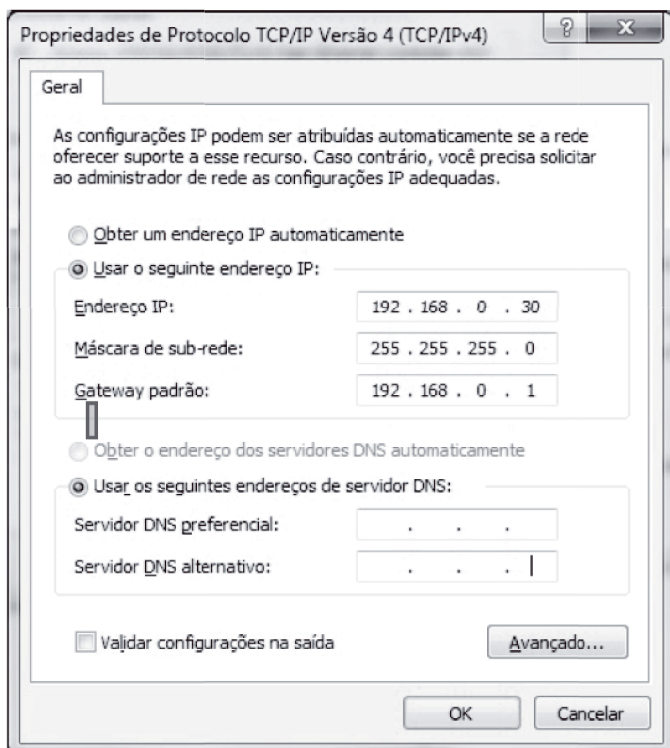 Propriedades de Protocolo TCP/IP Versão 4 (TCP/IPv4)
?
X
Geral
As configurações IP podem ser atribuídas automaticamente se a rede
oferecer suporte a esse recurso. Caso contrário, você precisa solicitar
ao administrador de rede as configurações IP adequadas.
Obter um endereço IP automaticamente
Usar o seguinte endereço IP:
Endereço IP: 192 . 168 . 0 . 30
Máscara de sub-rede: 255 . 255 . 255 . 0
Gateway padrão: 192 . 168 . 0 . 1
Obter o endereço dos servidores DNS automaticamente
Usar os seguintes endereços de servidor DNS:
Servidor DNS preferencial: . . .
Servidor DNS alternativo: . . .
Validar configurações na saída
Avançado...
OK
Cancelar